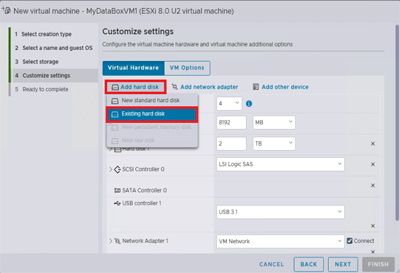 New virtual machine - MyDataBoxVM1 (ESXi 8.0 U2 virtual machine)
1 Select creation type
2 Select a name and guest OS
3 Select storage
4 Customize settings
5 Ready to complete
Customize settings
Configure the virtual machine hardware and virtual machine additional options
Virtual Hardware
VM Options
Add hard disk
Add network adapter
Add other device
New standard hard disk
4
Existing hard disk
8192 MB
New persistent memory disk
New raw disk
Hard disk 1
2 TB
SCSI Controller 0
LSI Logic SAS
SATA Controller 0
USB controller 1
USB 3.1
Network Adapter 1
VM Network
Connect
CANCEL
BACK
NEXT
FINISH